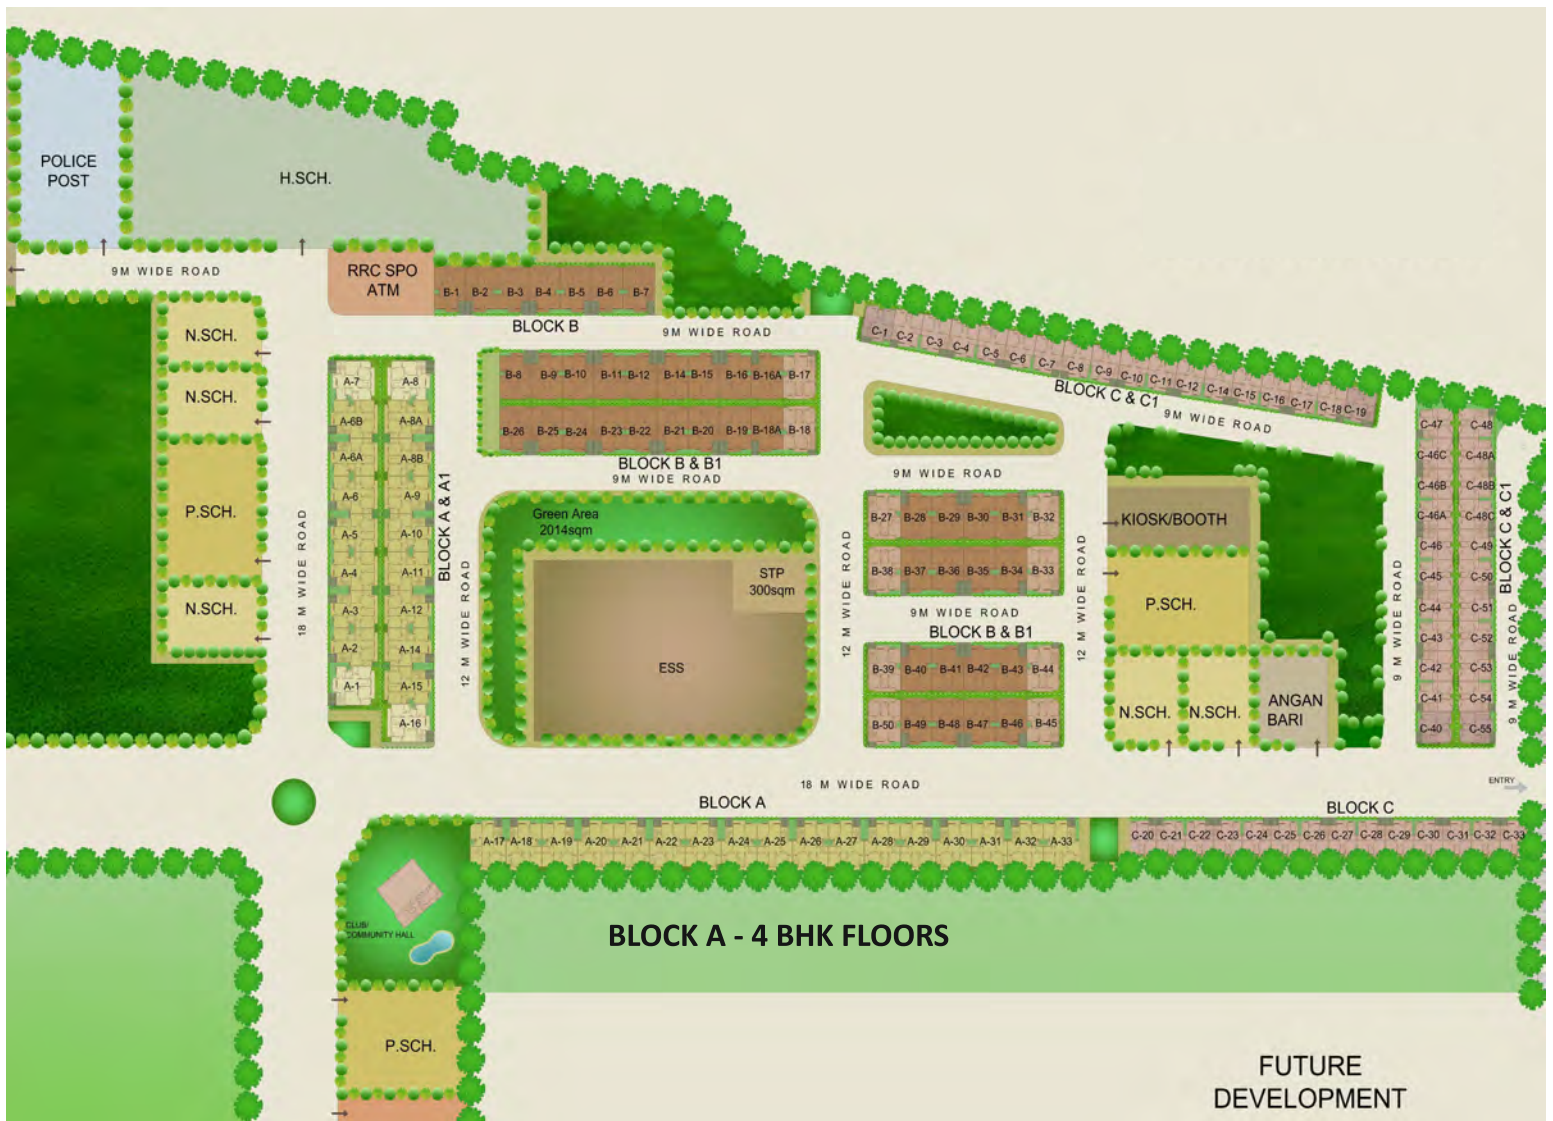 POLICE
POST
H.SCH.
9M WIDE ROAD
RRC SPO
ATM
B-1 B-2 B-3 B-4 B-5 B-6 B-7
BLOCK B
9M WIDE ROAD
C-1 C-2 C-3 C-4 C-5 C-6 C-7 C-8 C-9 C-10 C-11 C-12 C-14 C-15 C-16 C-17 C-18 C-19
BLOCK C & C1
9M WIDE ROAD
N.SCH.
N.SCH.
P.SCH.
N.SCH.
18 M WIDE ROAD
A-7 A-8
A-6B A-8A
A-6A A-8B
A-6 A-9
A-5 A-10
A-4 A-11
A-3 A-12
A-2 A-14
A-1 A-15
A-16
BLOCK A & A1
12 M WIDE ROAD
B-8 B-9 B-10 B-11 B-12 B-14 B-15 B-16 B-16A B-17
B-26 B-25 B-24 B-23 B-22 B-21 B-20 B-19 B-18A B-18
BLOCK B & B1
9M WIDE ROAD
Green Area
2014sqm
STP
300sqm
ESS
12 M WIDE ROAD
9M WIDE ROAD
B-27 B-28 B-29 B-30 B-31 B-32
B-38 B-37 B-36 B-35 B-34 B-33
9M WIDE ROAD
BLOCK B & B1
B-39 B-40 B-41 B-42 B-43 B-44
B-50 B-49 B-48 B-47 B-46 B-45
12 M WIDE ROAD
KIOSK/BOOTH
P.SCH.
N.SCH. N.SCH.
ANGAN
BARI
9 M WIDE ROAD
C-47 C-48
C-46C C-48A
C-46B C-48B
C-46A C-48C
C-46 C-49
C-45 C-50
C-44 C-51
C-43 C-52
C-42 C-53
C-41 C-54
C-40 C-55
BLOCK C & C1
9 M WIDE ROAD
ENTRY
18 M WIDE ROAD
BLOCK A
BLOCK C
A-17 A-18 A-19 A-20 A-21 A-22 A-23 A-24 A-25 A-26 A-27 A-28 A-29 A-30 A-31 A-32 A-33
C-20 C-21 C-22 C-23 C-24 C-25 C-26 C-27 C-28 C-29 C-30 C-31 C-32 C-33
CLUB/
COMMUNITY HALL
BLOCK A - 4 BHK FLOORS
P.SCH.
FUTURE
DEVELOPMENT